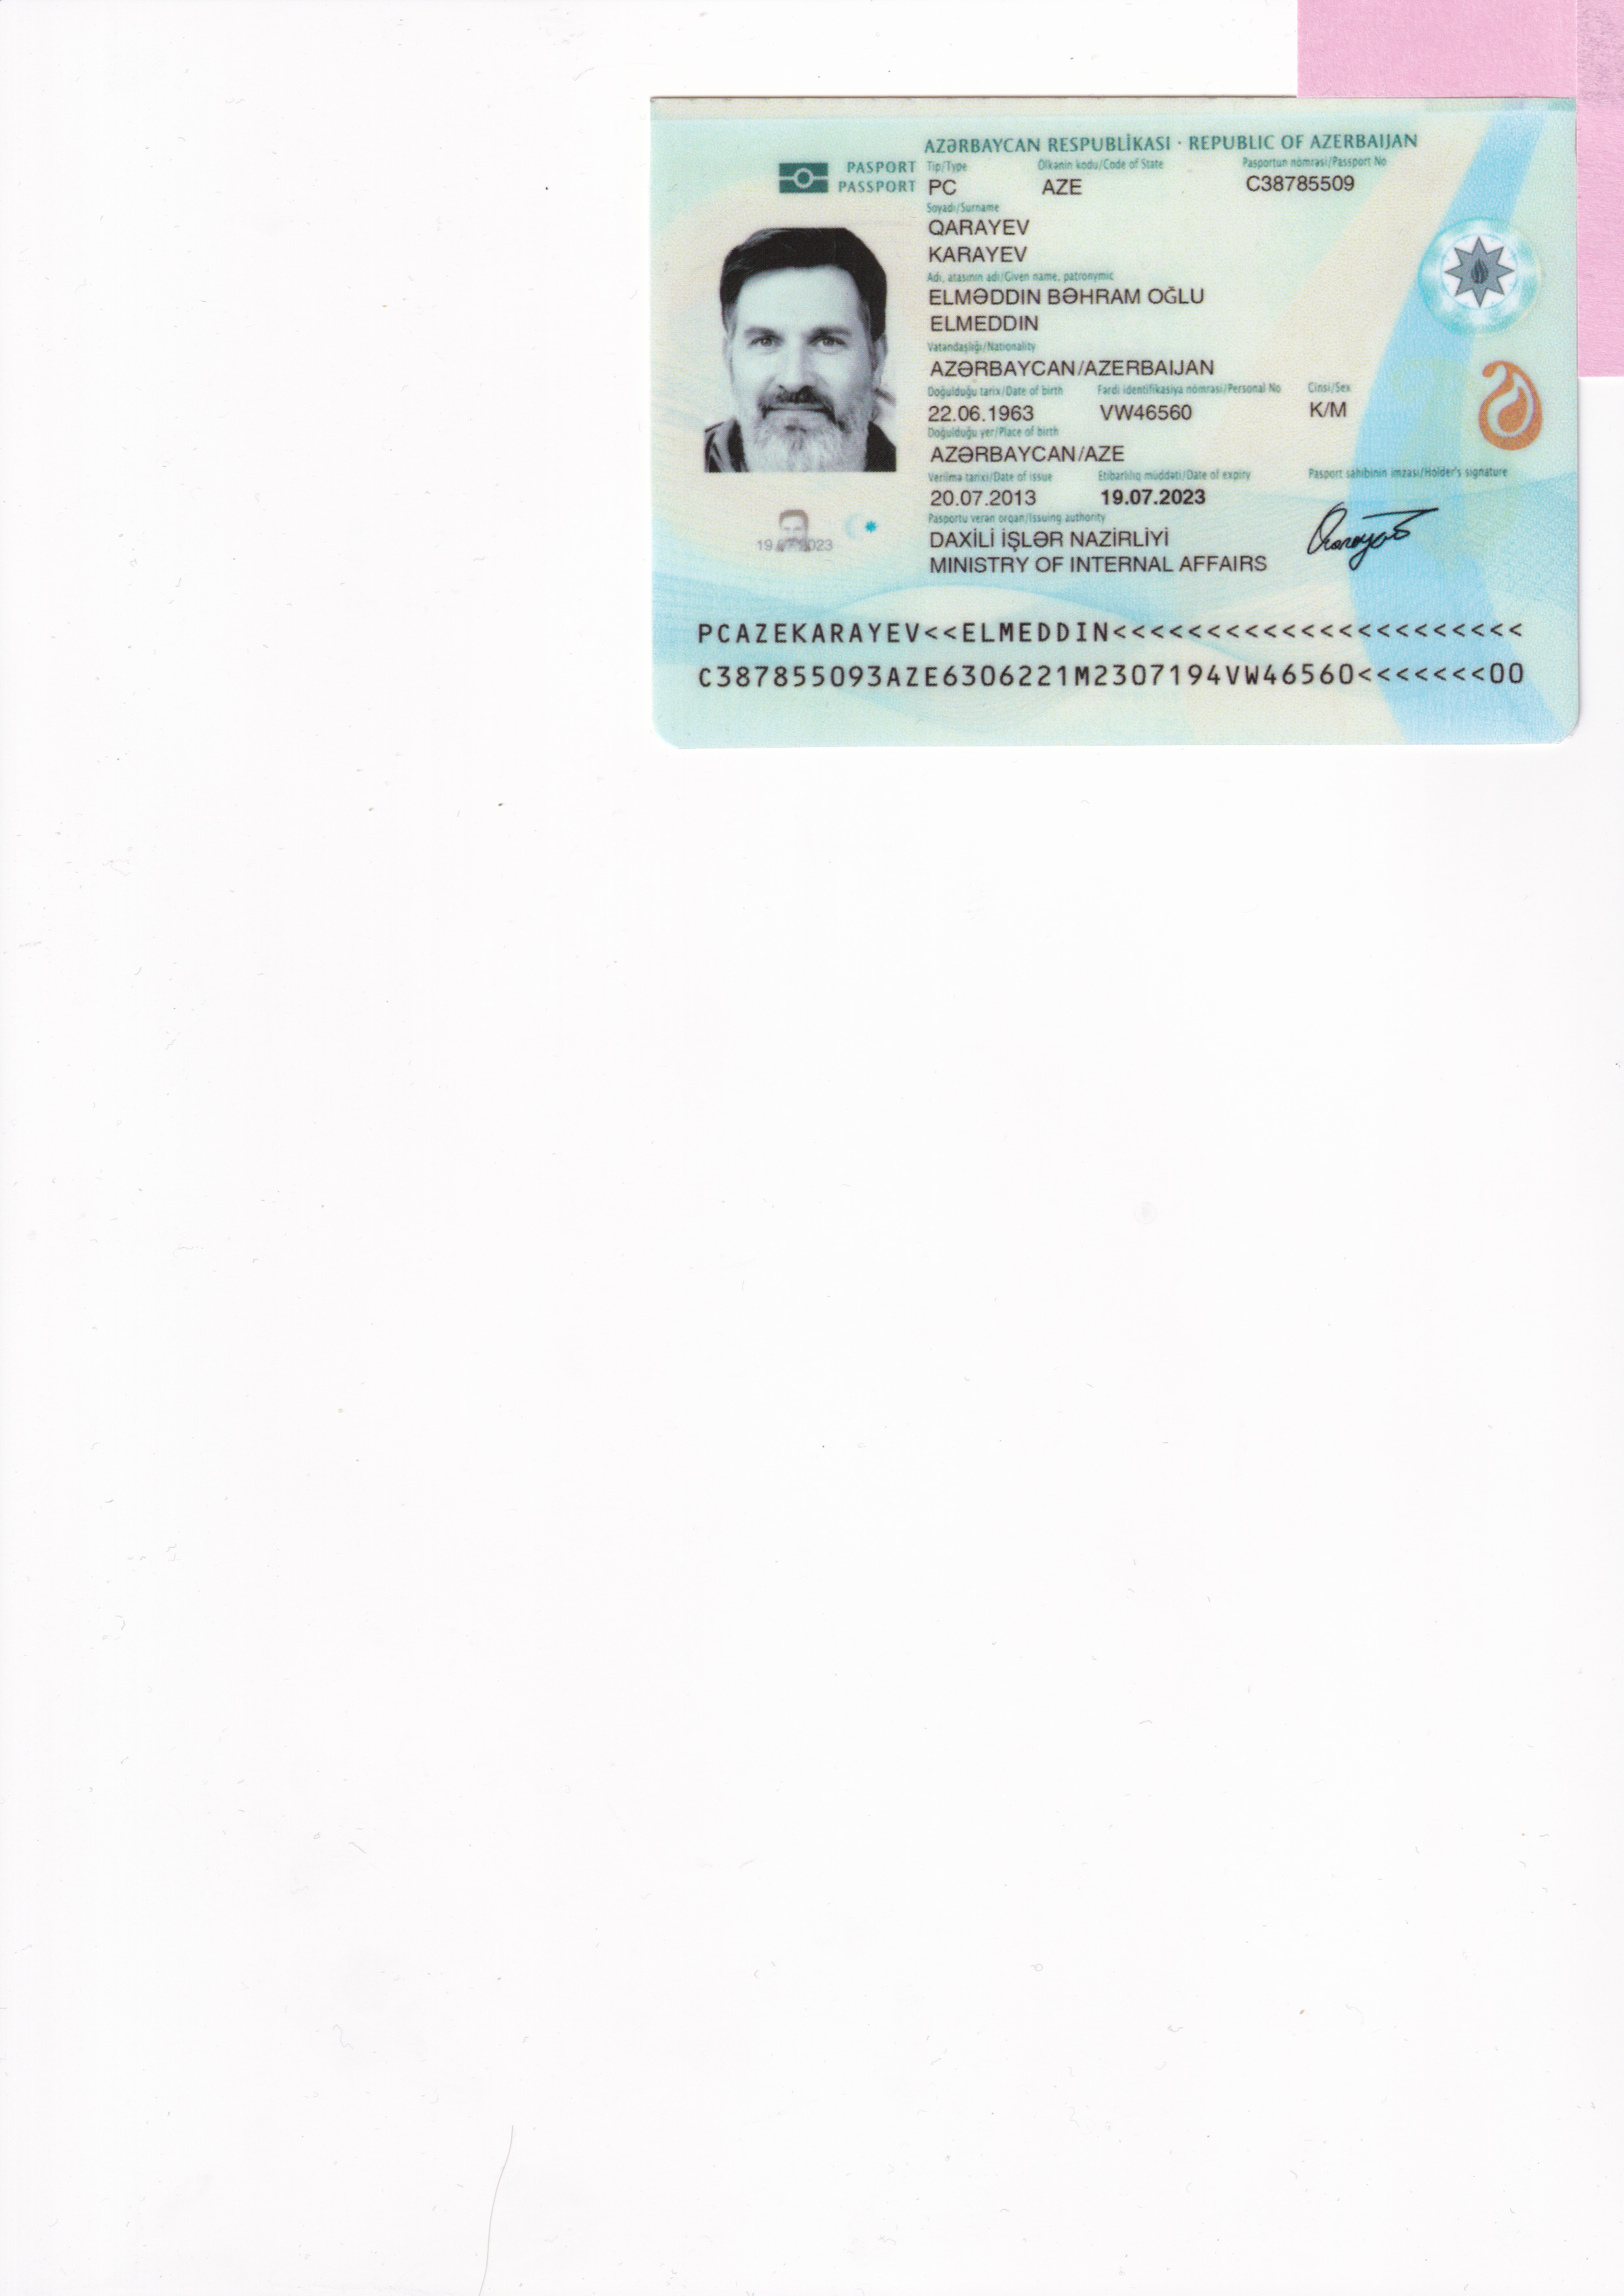 AZƏRBAYCAN RESPUBLİKASI · REPUBLIC OF AZERBAIJAN
PASPORT
PASSPORT
Tip/Type
Ölkənin kodu/Code of State
Pasportun nömrəsi/Passport No
PC
AZE
C38785509
Soyadı/Surname
QARAYEV
KARAYEV
Adı, atasının adı/Given name, patronymic
ELMƏDDIN BƏHRAM OĞLU
ELMEDDIN
Vətəndaşlığı/Nationality
AZƏRBAYCAN/AZERBAIJAN
Doğulduğu tarix/Date of birth
Fərdi identifikasiya nömrəsi/Personal No
Cinsi/Sex
22.06.1963
VW46560
K/M
Doğulduğu yer/Place of birth
AZƏRBAYCAN/AZE
Verilmə tarixi/Date of issue
Etibarlılıq müddəti/Date of expiry
Pasport sahibinin imzası/Holder's signature
20.07.2013
19.07.2023
Pasportu verən orqan/Issuing authority
DAXİLİ İŞLƏR NAZİRLİYİ
MINISTRY OF INTERNAL AFFAIRS
19.07.2023
PCAZEKARAYEV<<ELMEDDIN<<<<<<<<<<<<<<<<<<<<<<
C387855093AZE6306221M2307194VW46560<<<<<<<00